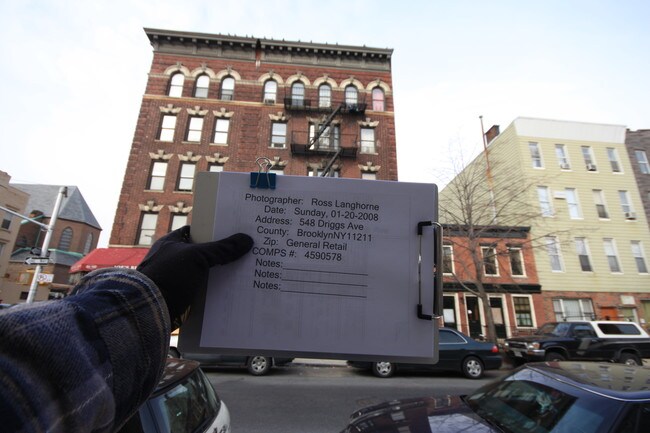 Photographer: Ross Langhorne
Date: Sunday, 01-20-2008
Address: 548 Driggs Ave
County: BrooklynNY11211
Zip: General Retail
COMPS #: 4590578
Notes:
Notes:
Notes: